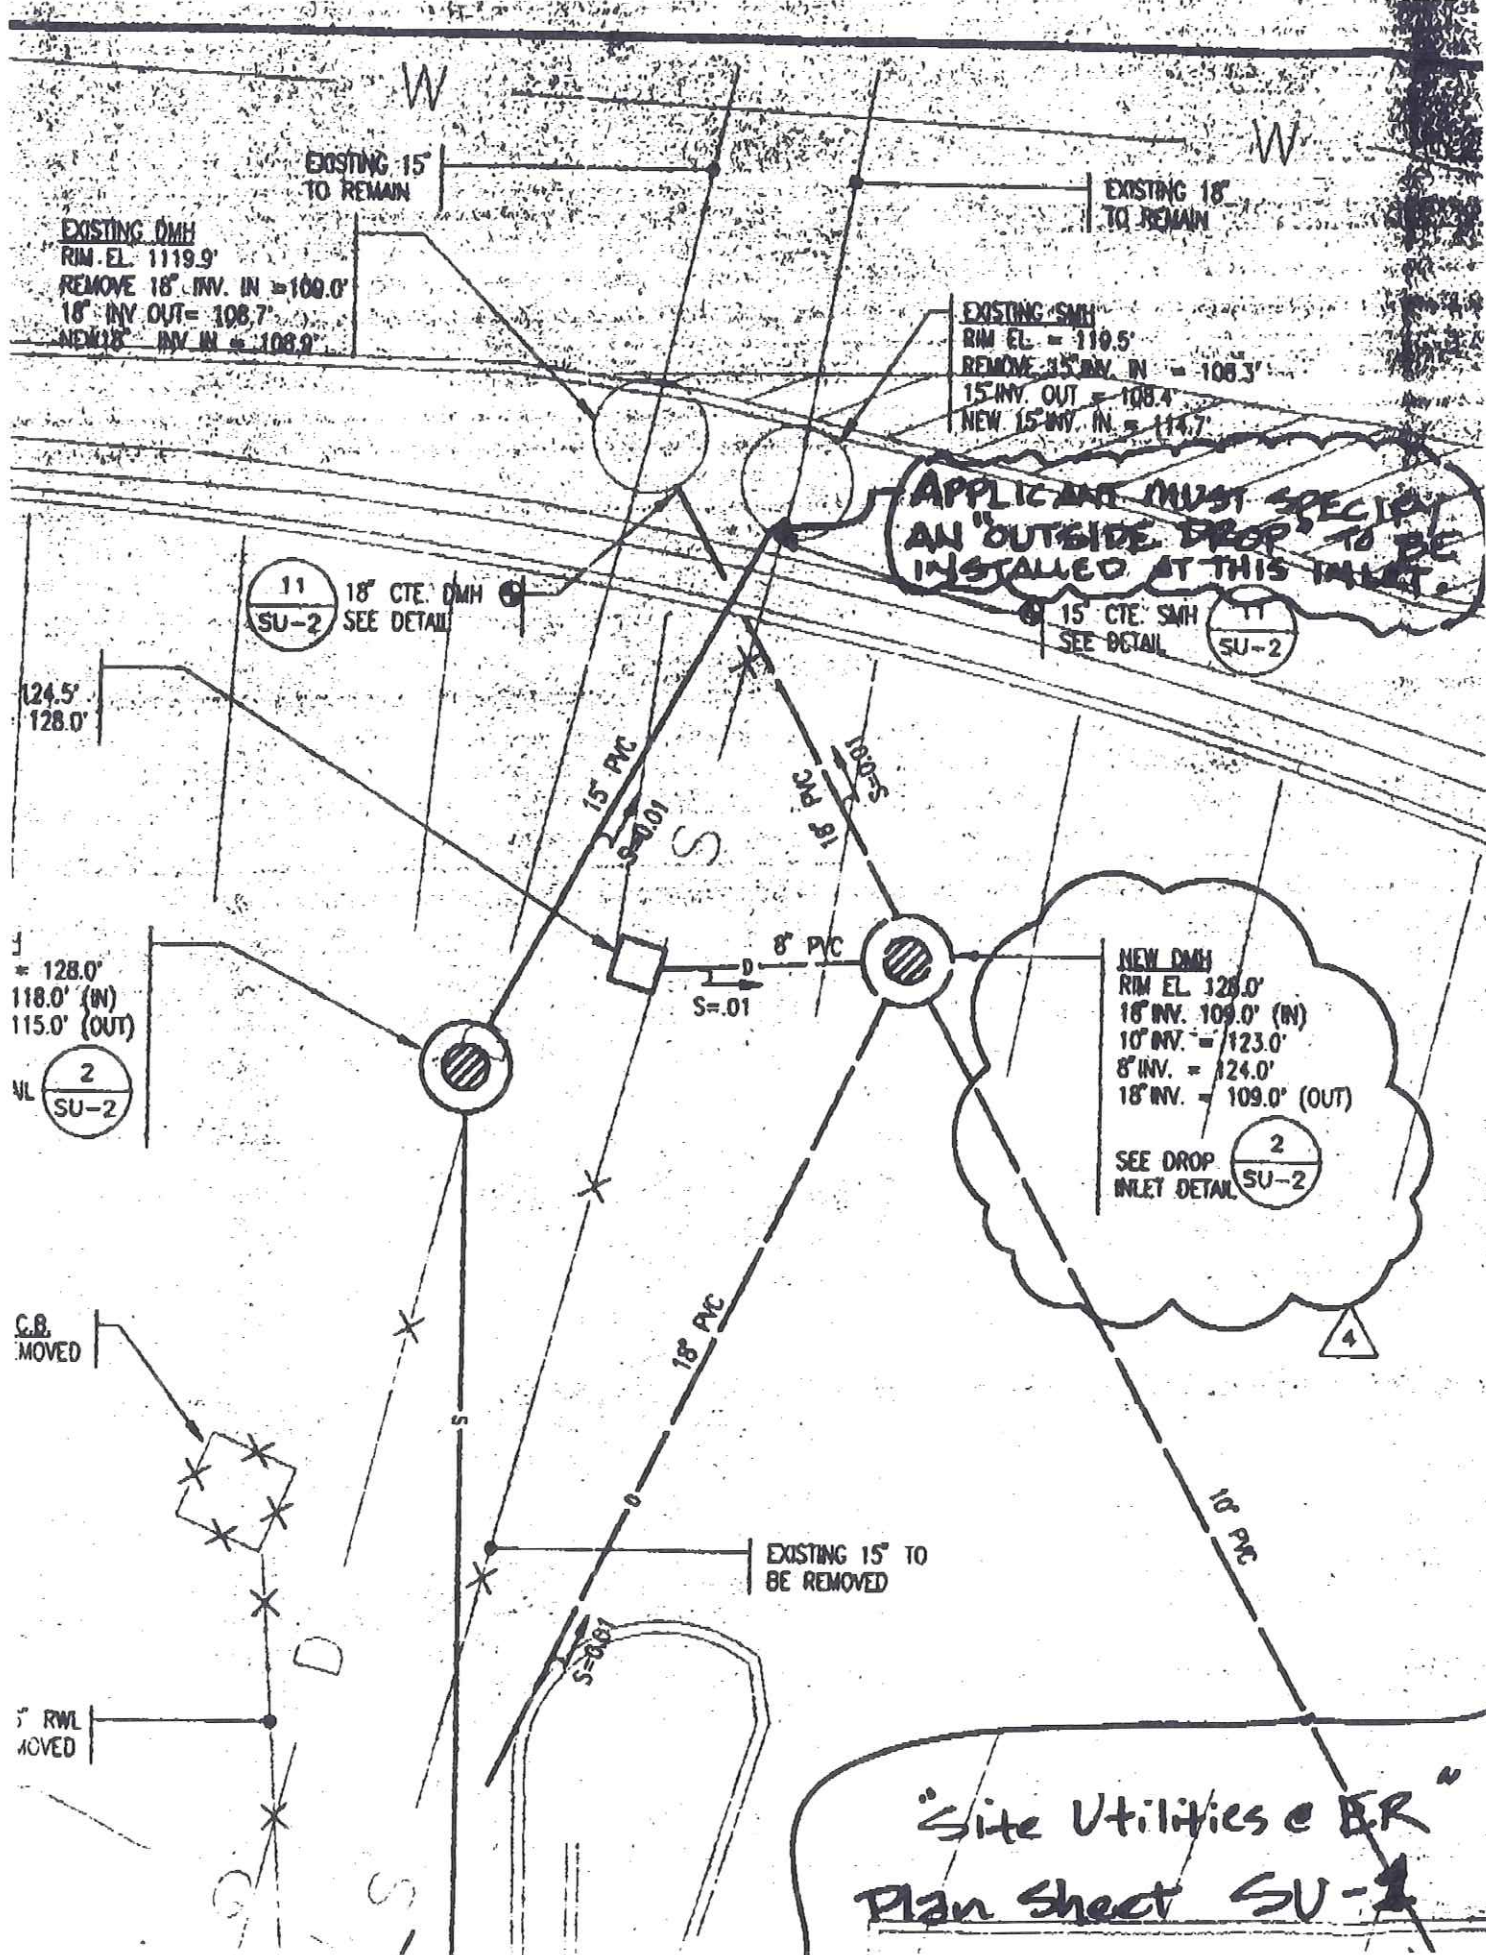 W
W
EXISTING 15"
TO REMAIN
EXISTING 18"
TO REMAIN
EXISTING DMH
RIM EL. 1119.9'
REMOVE 18" INV. IN = 109.0'
18" INV OUT= 108.7'
NEW 18" INV IN = 108.9'
EXISTING SMH
RIM EL. = 119.5'
REMOVE 15" INV. IN = 108.3'
15" INV. OUT = 108.4'
NEW 15" INV. IN = 114.7'
APPLICANT MUST SPECIFY
AN "OUTSIDE DROP" TO BE
INSTALLED AT THIS INLET.
11
SU-2
18" CTE. DMH
SEE DETAIL
15" CTE. SMH
SEE DETAIL
11
SU-2
124.5'
128.0'
15" PVC
S=0.01
S
18" PVC
S=0.01
8" PVC
D
S=.01
= 128.0'
118.0' (IN)
115.0' (OUT)
2
SU-2
NEW DMH
RIM EL. 128.0'
18" INV. 109.0' (IN)
10" INV. = 123.0'
8" INV. = 124.0'
18" INV. = 109.0' (OUT)
SEE DROP
INLET DETAIL
2
SU-2
4
C.B.
MOVED
18" PVC
S
D
10" PVC
EXISTING 15" TO
BE REMOVED
S=0.01
D
" RWL
MOVED
S
"Site Utilities @ ER"
Plan Sheet SU-1